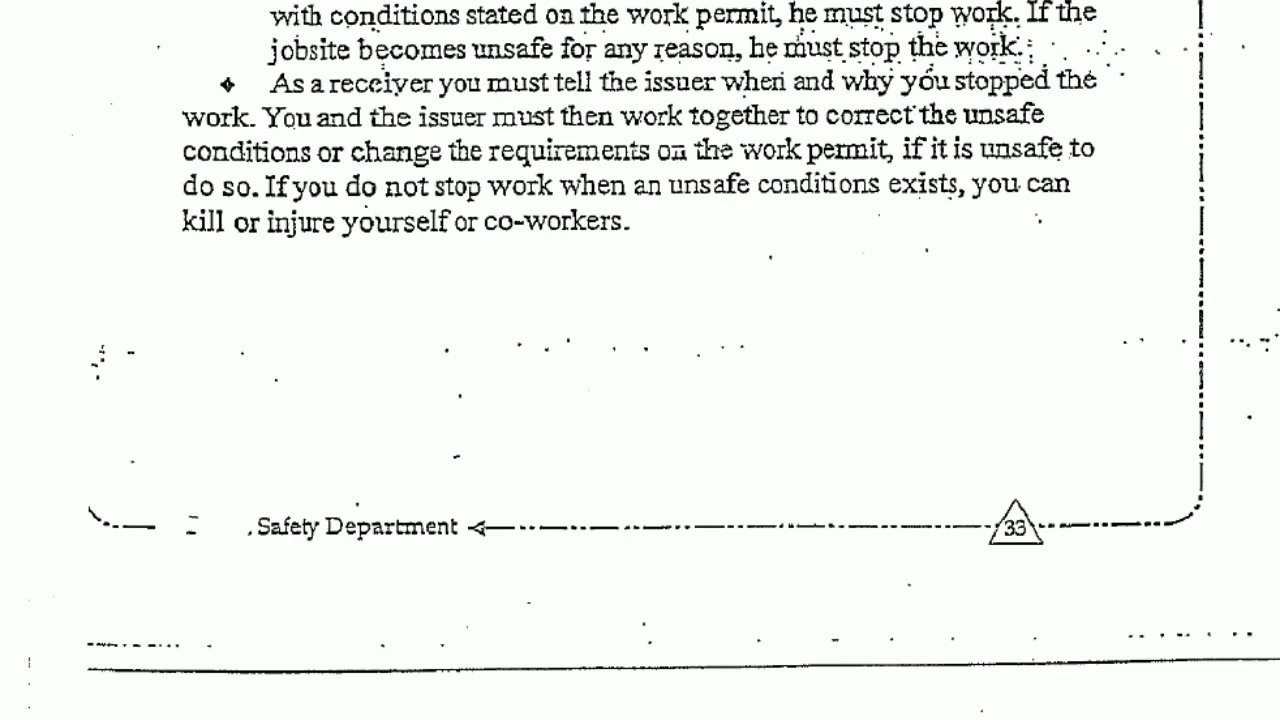 with conditions stated on the work permit, he must stop work. If the
jobsite becomes unsafe for any reason, he must stop the work.
❖ As a receiver you must tell the issuer when and why you stopped the
work. You and the issuer must then work together to correct the unsafe
conditions or change the requirements on the work permit, if it is unsafe to
do so. If you do not stop work when an unsafe conditions exists, you can
kill or injure yourself or co-workers.
Safety Department
33